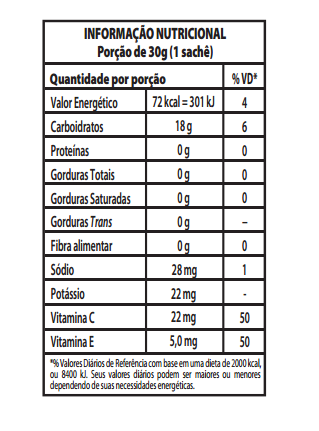 INFORMAÇÃO NUTRICIONAL
Porção de 30g (1 sachê)
Quantidade por porção % VD*
Valor Energético 72 kcal = 301 kJ 4
Carboidratos 18 g 6
Proteínas 0 g 0
Gorduras Totais 0 g 0
Gorduras Saturadas 0 g 0
Gorduras Trans 0 g –
Fibra alimentar 0 g 0
Sódio 28 mg 1
Potássio 22 mg -
Vitamina C 22 mg 50
Vitamina E 5,0 mg 50
*% Valores Diários de Referência com base em uma dieta de 2000 kcal,
ou 8400 kJ. Seus valores diários podem ser maiores ou menores
dependendo de suas necessidades energéticas.